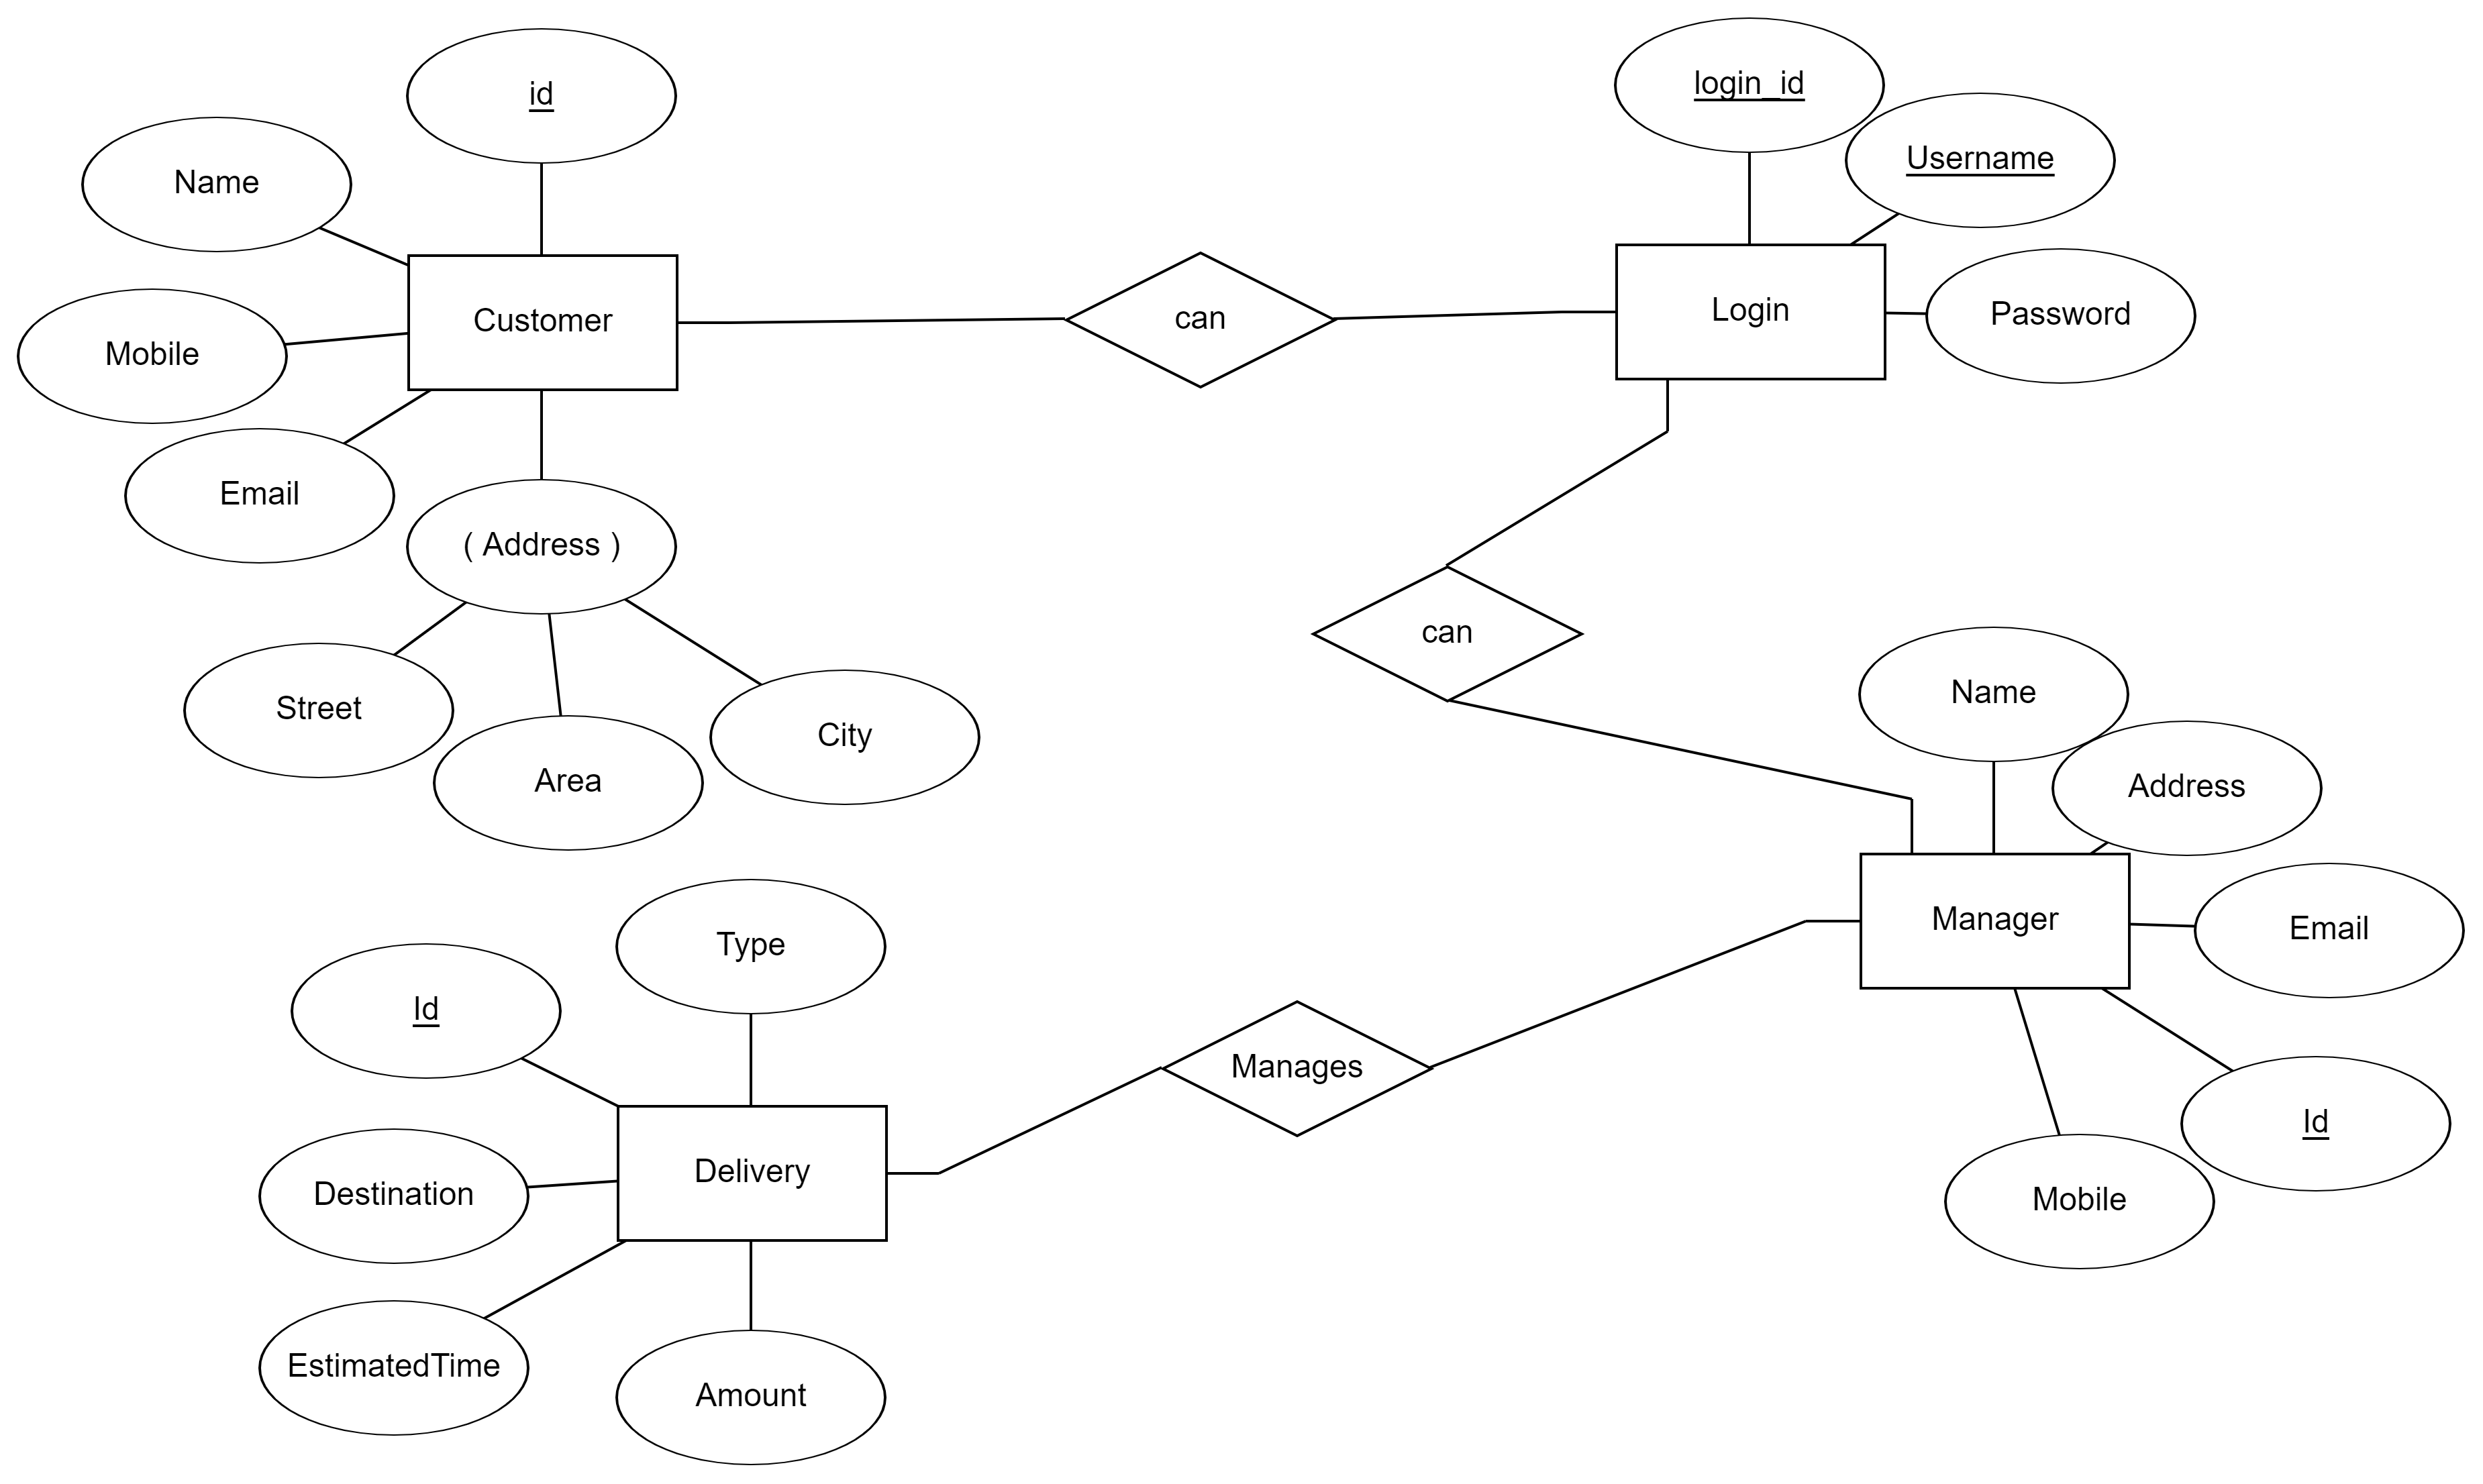 id
login_id
Name
Username
Customer
can
Login
Password
Mobile
Email
( Address )
can
Street
Area
City
Name
Address
Type
Manager
Email
Id
Manages
Delivery
Destination
Id
Mobile
EstimatedTime
Amount